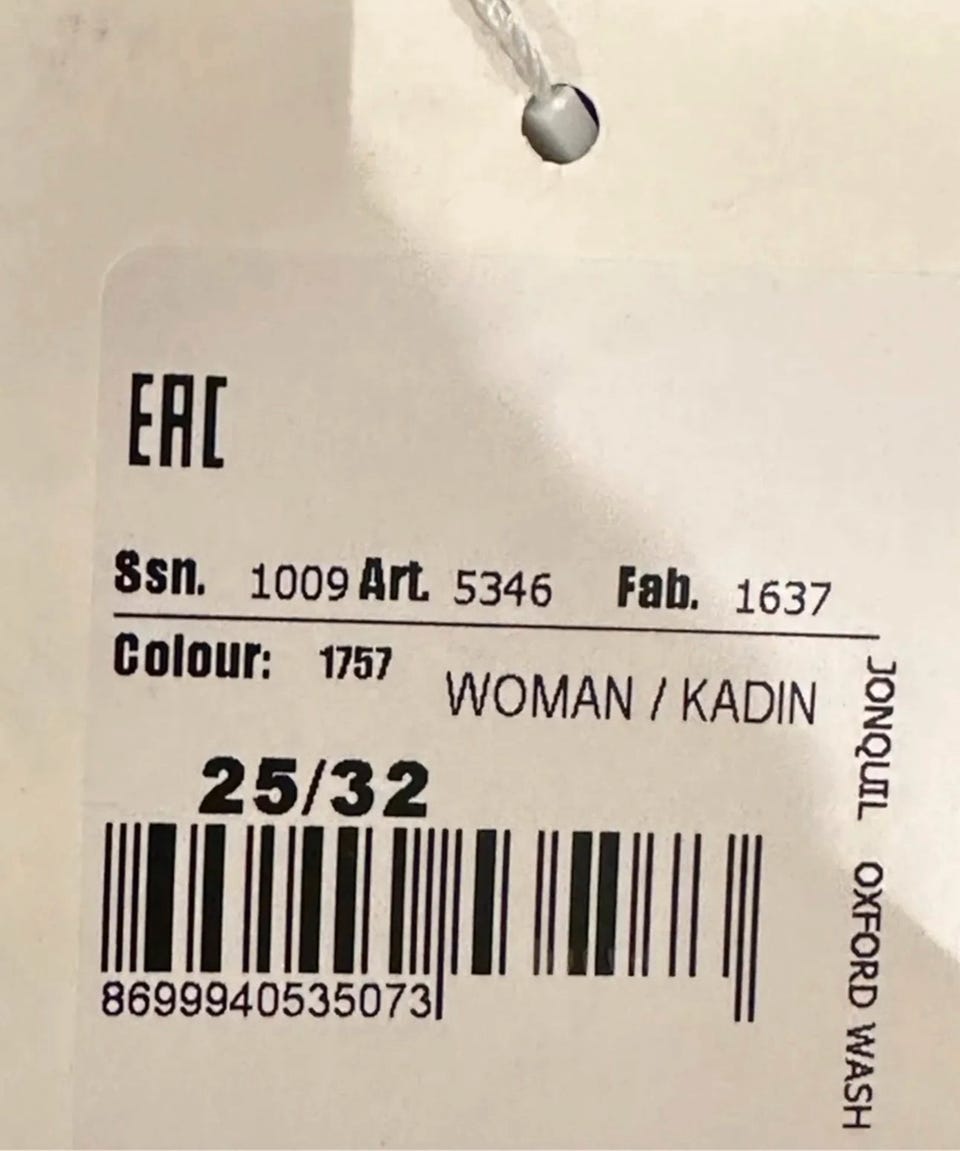 EAC
Ssn. 1009 Art. 5346 Fab. 1637
Colour: 1757
WOMAN / KADIN
25/32
8699940535073
JONQUIL OXFORD WASH